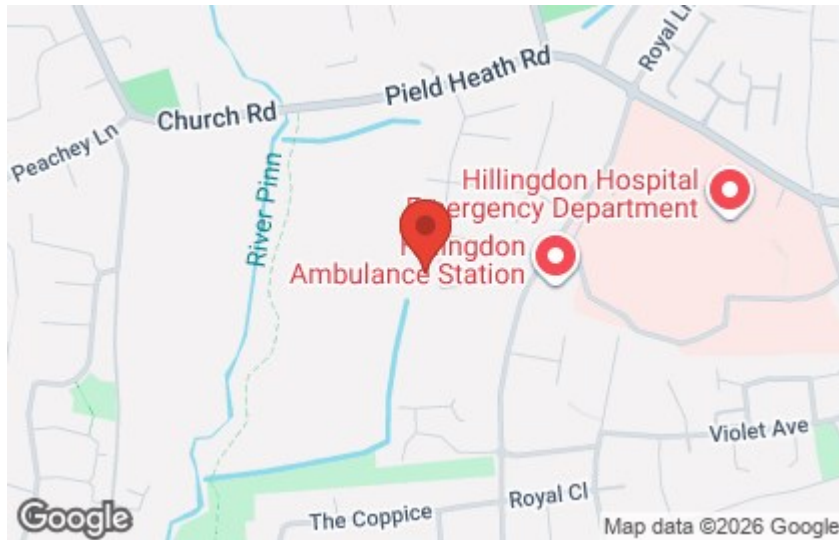 Royal Ln
Pield Heath Rd
Church Rd
Peachey Ln
River Pinn
Hillingdon Hospital
Emergency Department
Hillingdon
Ambulance Station
Violet Ave
Royal Cl
The Coppice
Google
Map data ©2026 Google